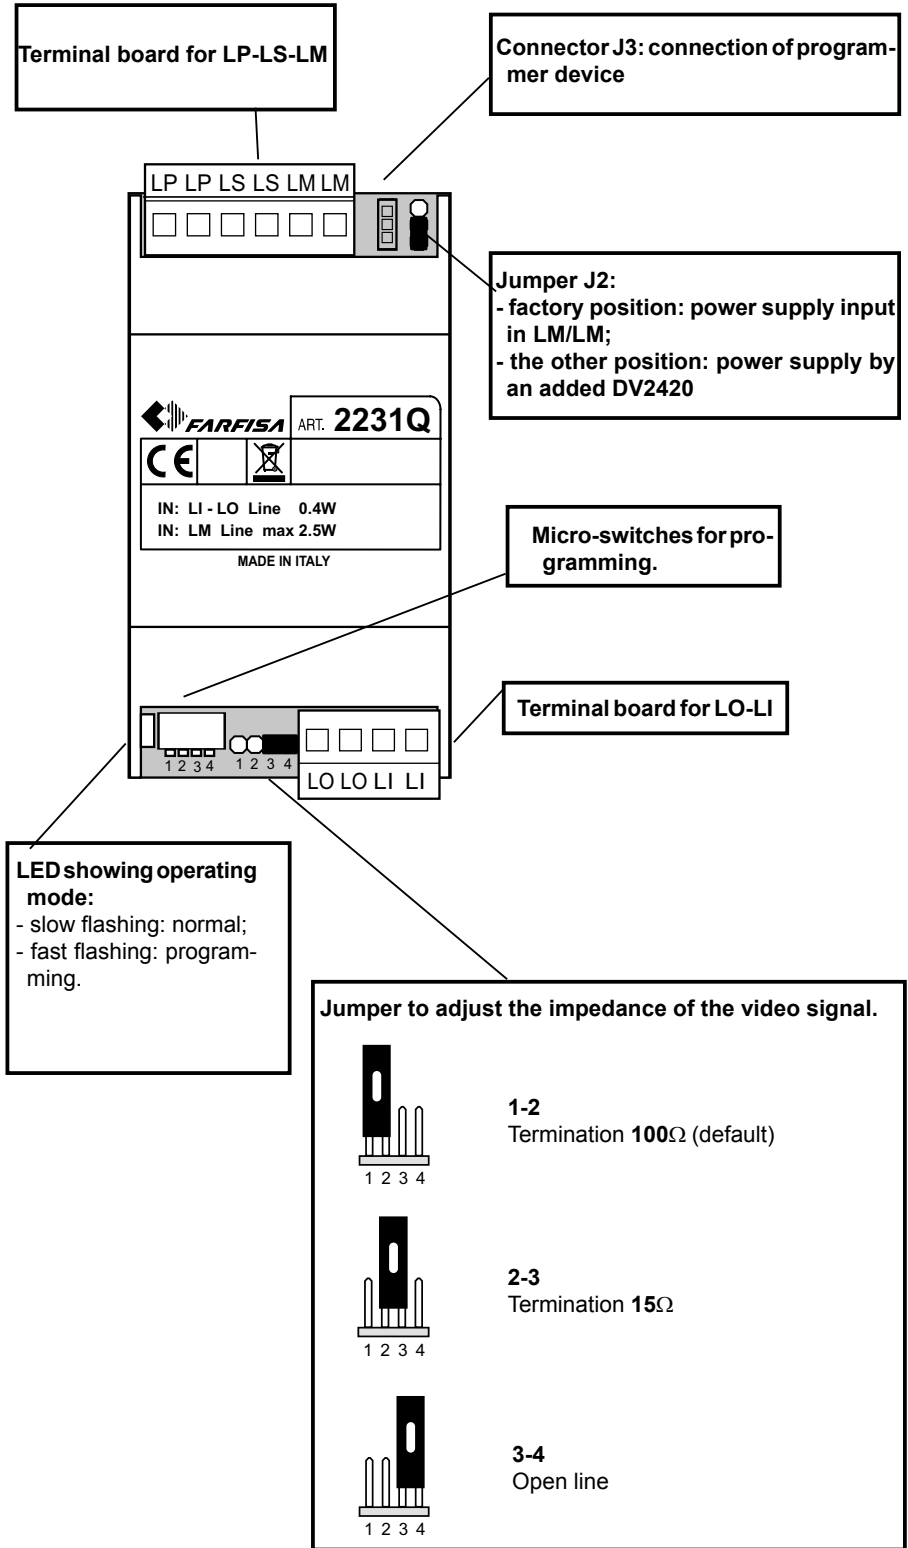 Terminal board for LP-LS-LM
Connector J3: connection of program-
mer device
LP LP LS LS LM LM
Jumper J2:
- factory position: power supply input
in LM/LM;
- the other position: power supply by
an added DV2420
FARFISA ART. 2231Q
CE
IN: LI - LO Line 0.4W
IN: LM Line max 2.5W
MADE IN ITALY
Micro-switches for pro-
gramming.
Terminal board for LO-LI
1 2 3 4 1 2 3 4
LO LO LI LI
LED showing operating
mode:
- slow flashing: normal;
- fast flashing: program-
ming.
Jumper to adjust the impedance of the video signal.
1-2
Termination 100Ω (default)
1 2 3 4
2-3
Termination 15Ω
1 2 3 4
3-4
Open line
1 2 3 4